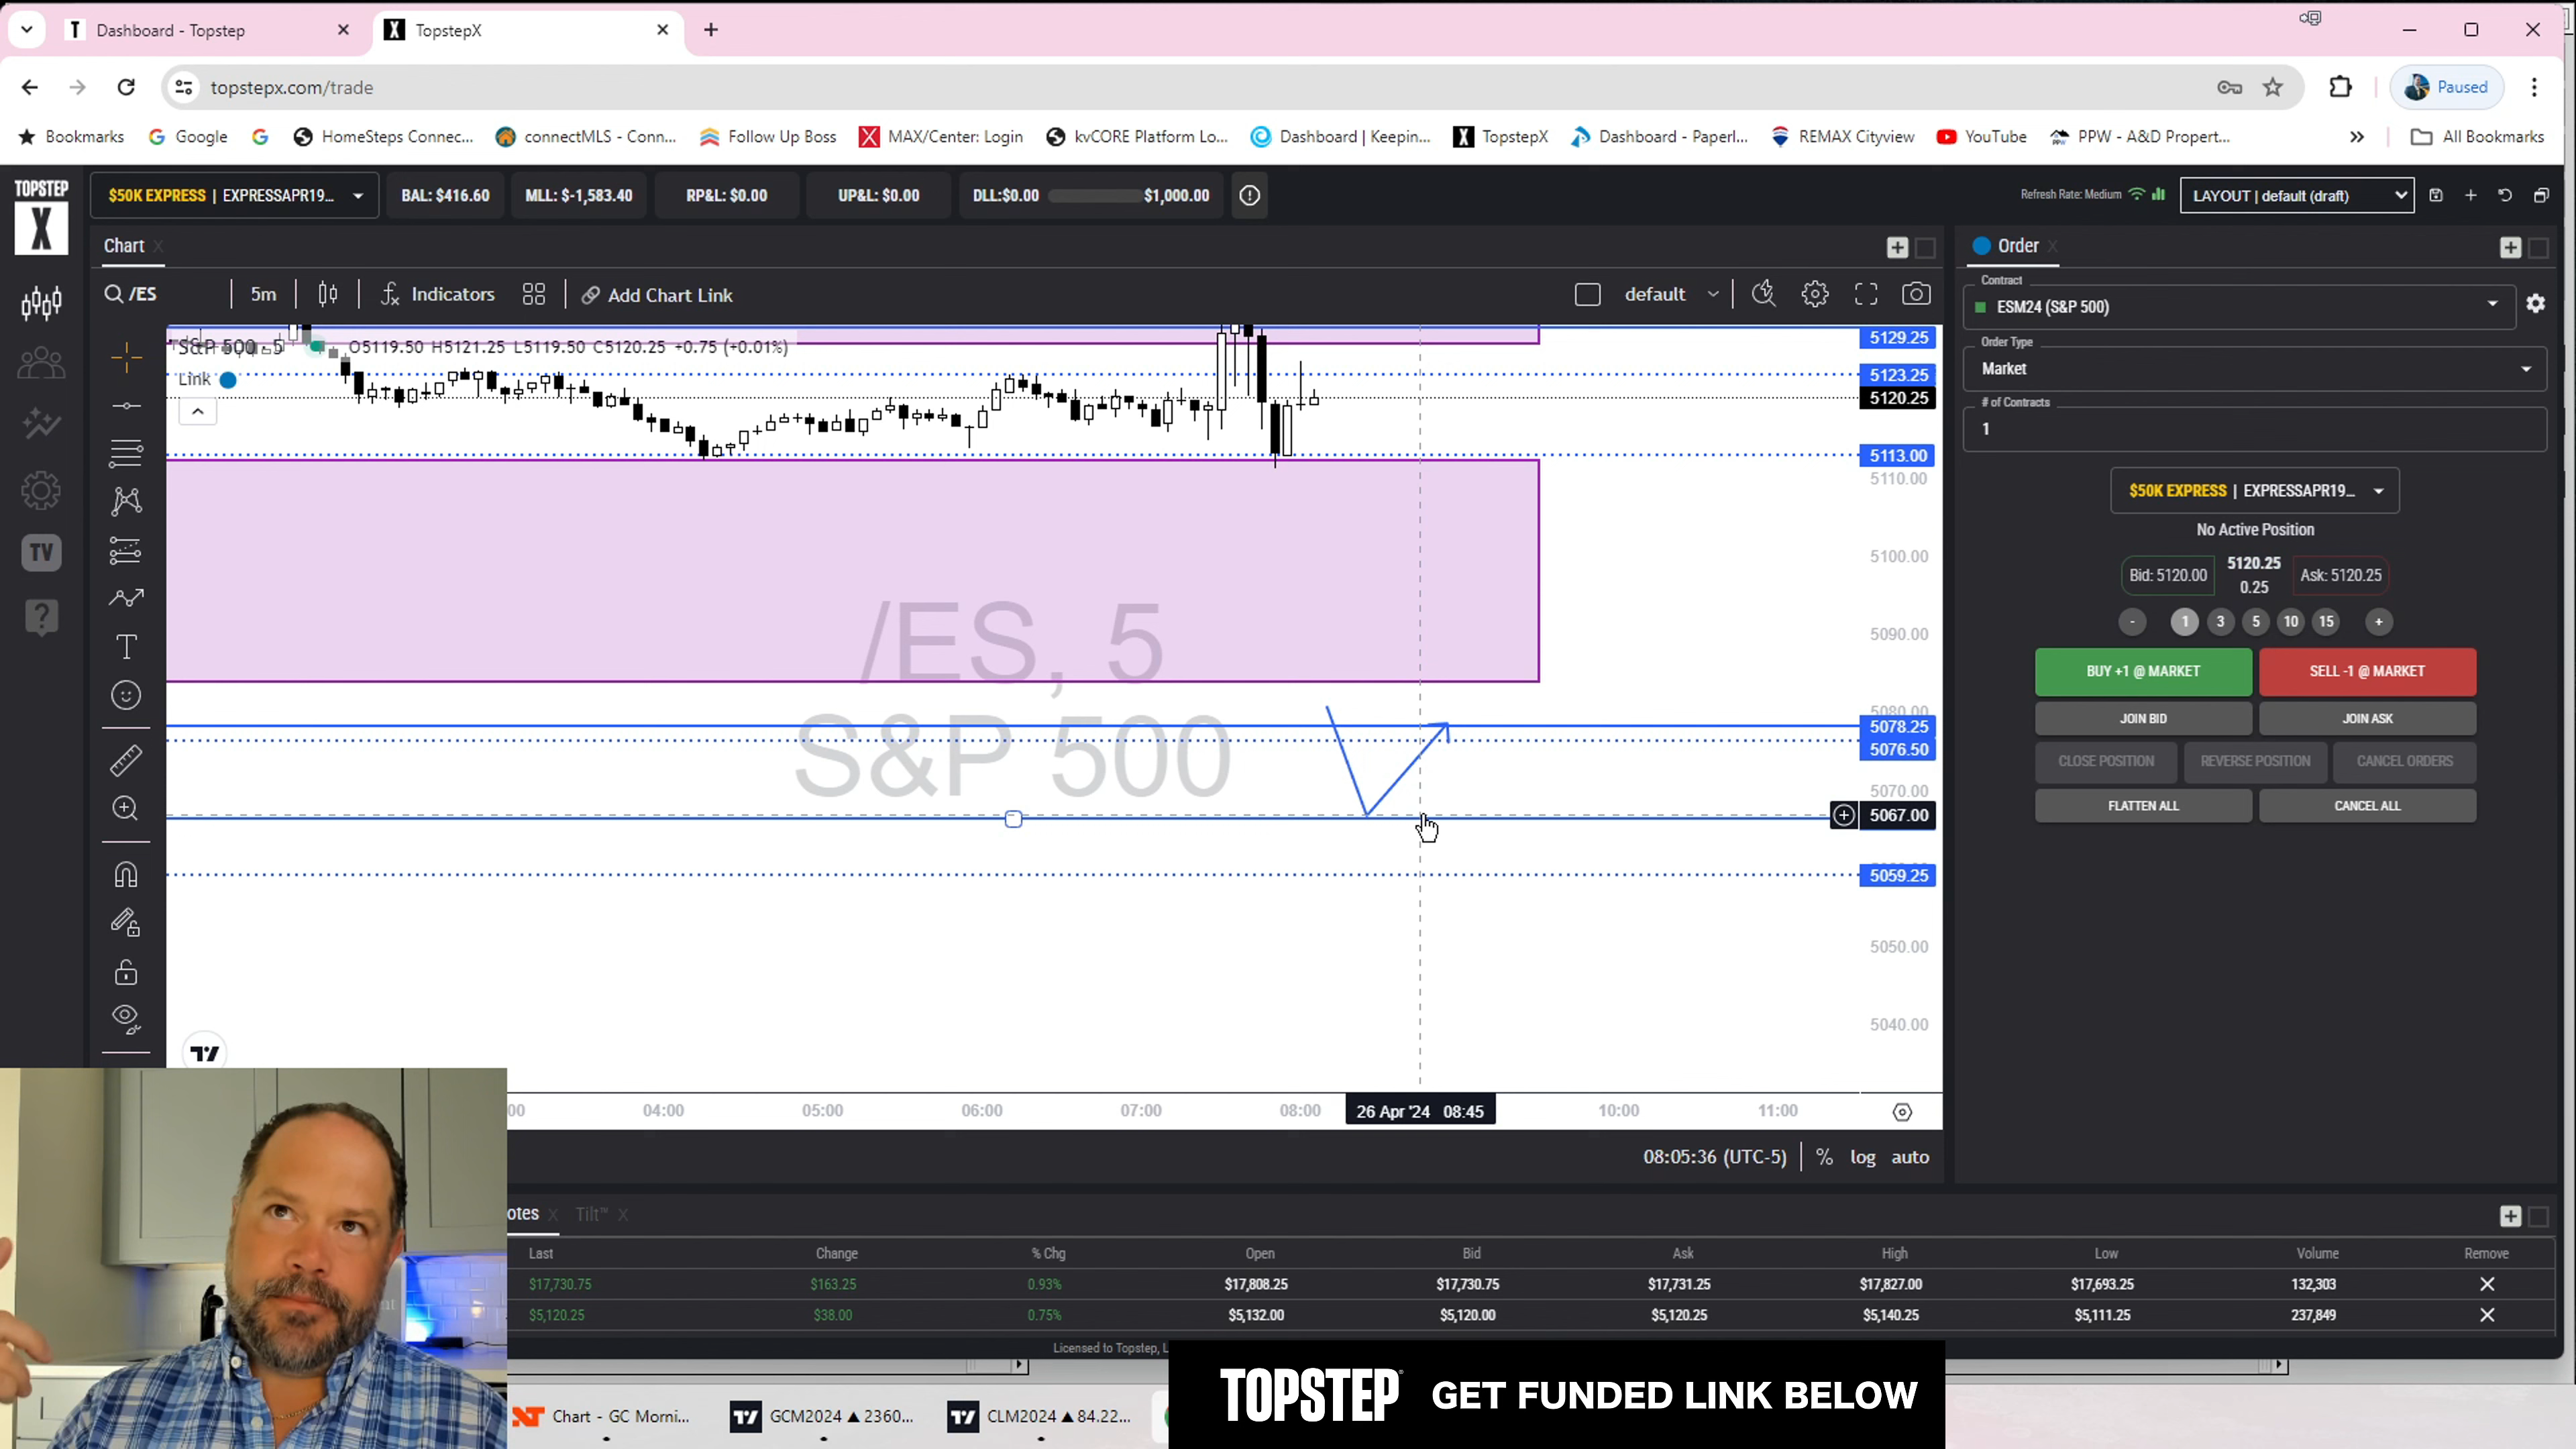 Dashboard - Topstep
TopstepX
topstepx.com/trade
Paused
Bookmarks
Google
HomeSteps Connec...
connectMLS - Conn...
Follow Up Boss
MAX/Center: Login
kvCORE Platform Lo...
Dashboard | Keepin...
TopstepX
Dashboard - Paperl...
REMAX Cityview
YouTube
PPW - A&D Propert...
All Bookmarks
TOPSTEP
X
$50K EXPRESS | EXPRESSAPR19...
BAL: $416.60
MLL: $-1,583.40
RP&L: $0.00
UP&L: $0.00
DLL:$0.00
$1,000.00
Refresh Rate: Medium
LAYOUT | default (draft)
Chart
Order
/ES
5m
Indicators
Add Chart Link
default
S&P 500 · 5
O5119.50 H5121.25 L5119.50 C5120.25 +0.75 (+0.01%)
Link
/ES, 5
S&P 500
5129.25
5123.25
5120.25
5113.00
5110.00
5100.00
5090.00
5080.00
5078.25
5076.50
5070.00
5067.00
5059.25
5050.00
5040.00
TV
04:00
05:00
06:00
07:00
08:00
26 Apr '24 08:45
10:00
11:00
08:05:36 (UTC-5)
%
log
auto
Contract
ESM24 (S&P 500)
Order Type
Market
# of Contracts
1
$50K EXPRESS | EXPRESSAPR19...
No Active Position
Bid: 5120.00
5120.25
0.25
Ask: 5120.25
- 1 3 5 10 15 +
BUY +1 @ MARKET
SELL -1 @ MARKET
JOIN BID
JOIN ASK
CLOSE POSITION
REVERSE POSITION
CANCEL ORDERS
FLATTEN ALL
CANCEL ALL
otes
Tilt™
Last
Change
% Chg
Open
Bid
Ask
High
Low
Volume
Remove
$17,730.75 $163.25 0.93% $17,808.25 $17,730.75 $17,731.25 $17,827.00 $17,693.25 132,303
$5,120.25 $38.00 0.75% $5,132.00 $5,120.00 $5,120.25 $5,140.25 $5,111.25 237,849
Licensed to Topstep, L
TOPSTEP GET FUNDED LINK BELOW
Chart - GC Morni...
GCM2024 ▲ 2360...
CLM2024 ▲ 84.22...